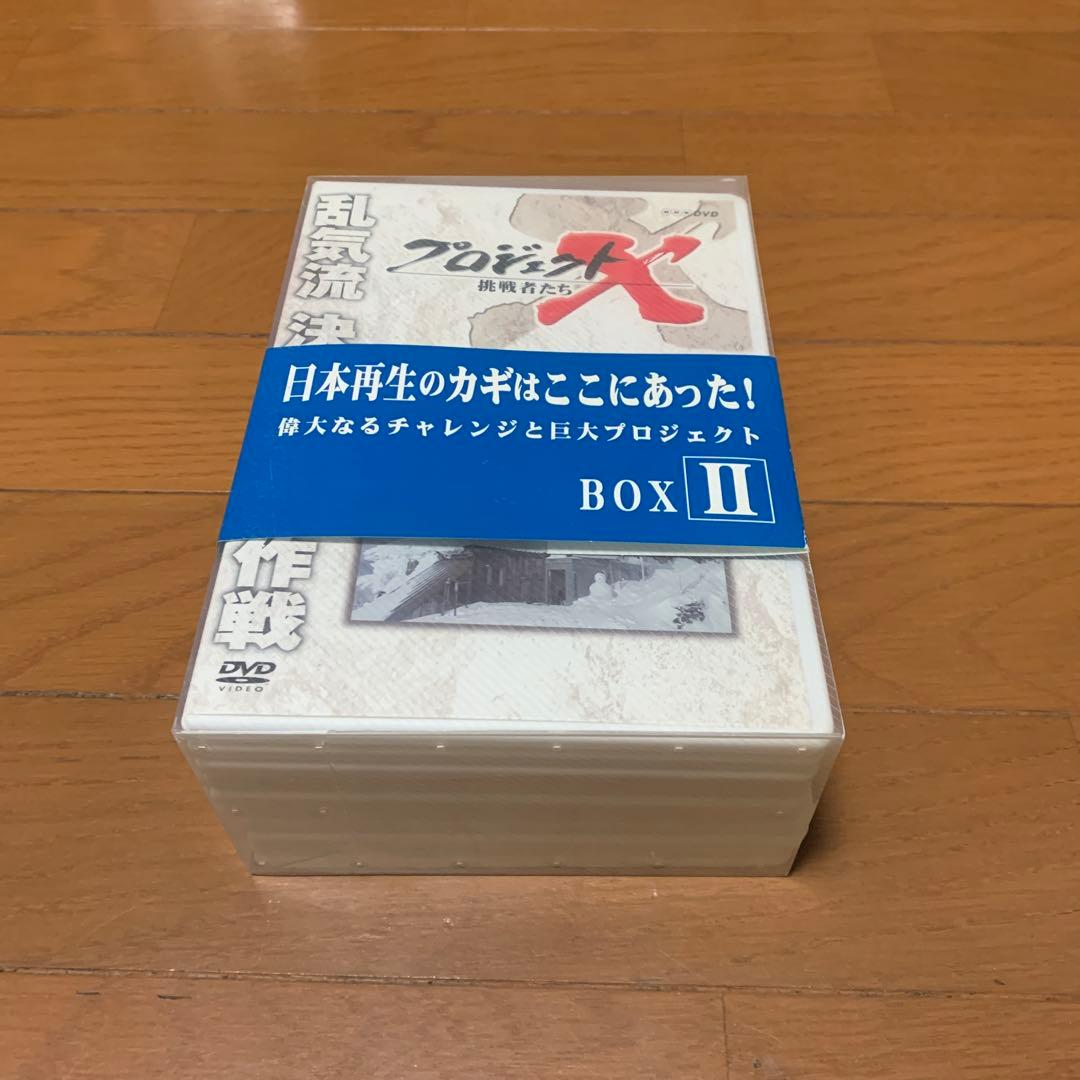 NHK DVD
プロジェクトX
挑戦者たち
乱気流 決
日本再生のカギはここにあった!
偉大なるチャレンジと巨大プロジェクト
BOX II
作戦
DVD
VIDEO